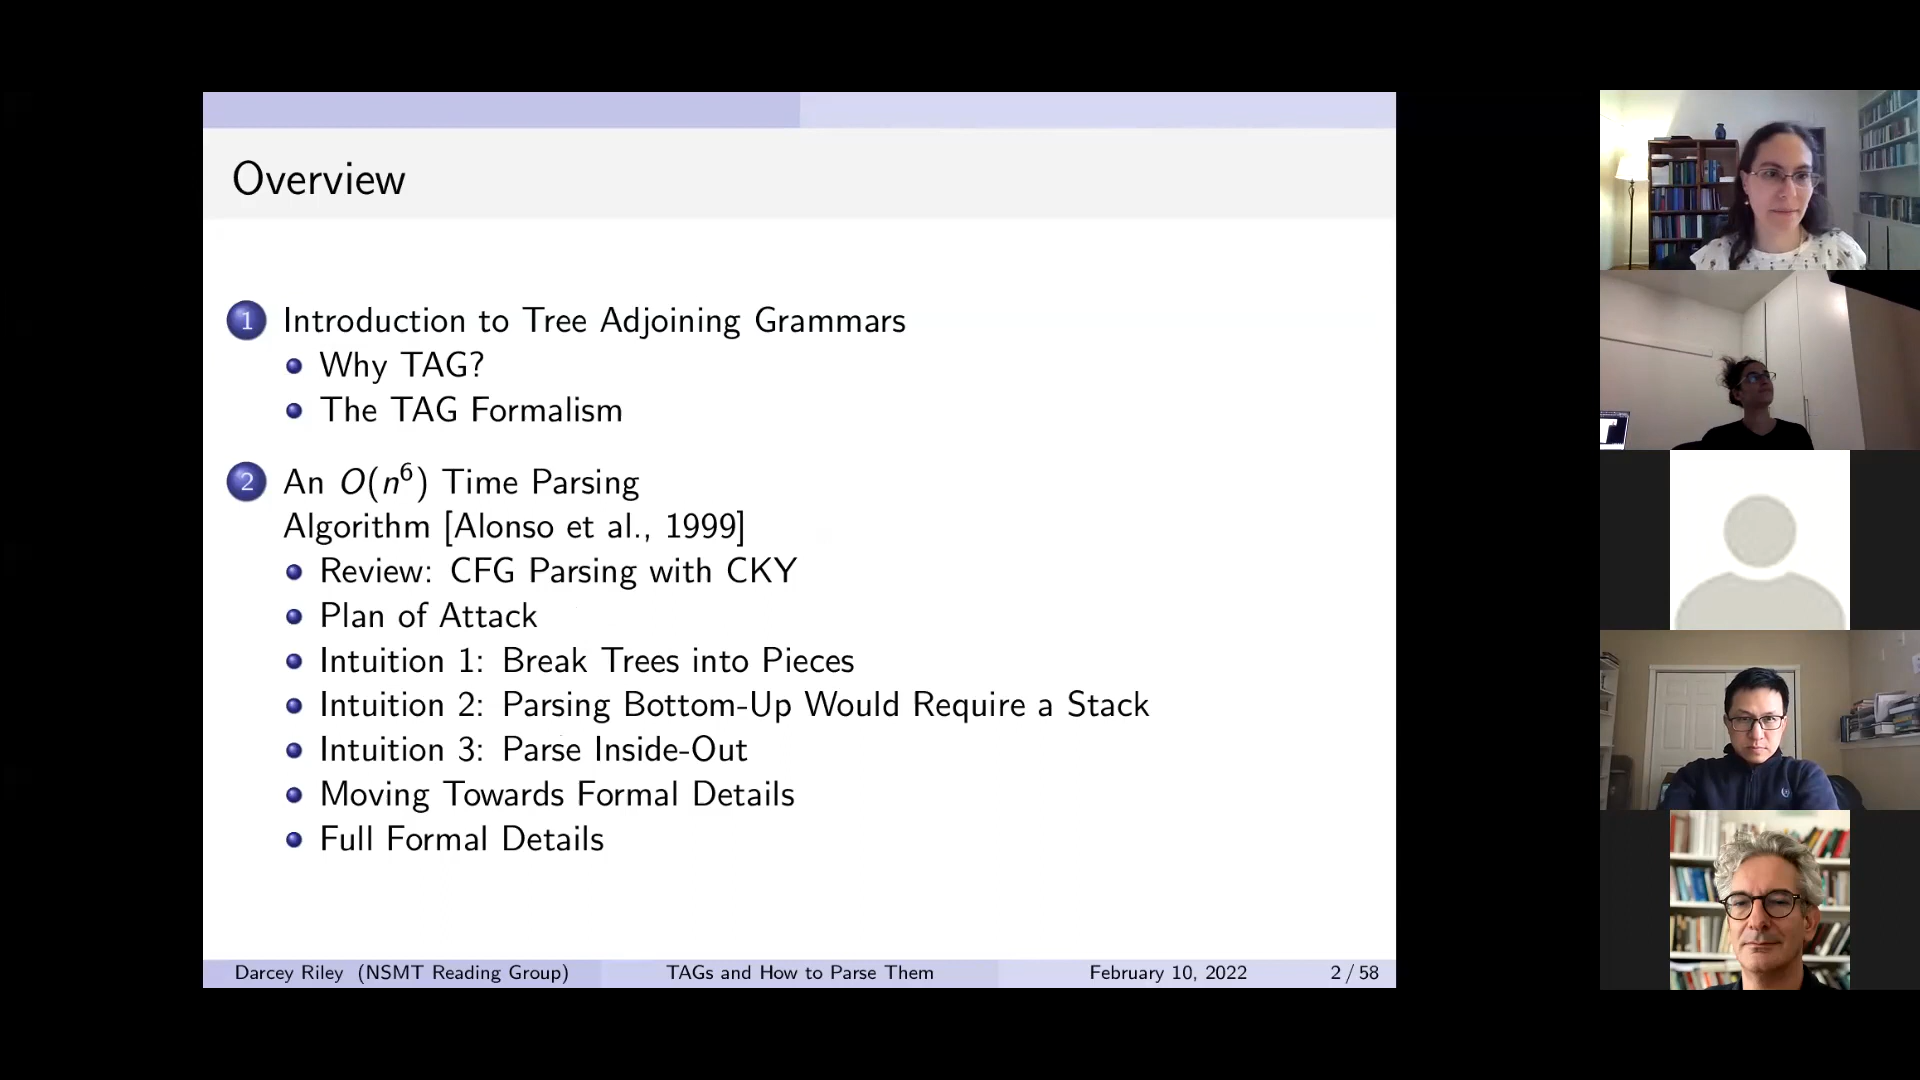 Overview
1 Introduction to Tree Adjoining Grammars
Why TAG?
The TAG Formalism
2 An O(n⁶) Time Parsing
Algorithm [Alonso et al., 1999]
Review: CFG Parsing with CKY
Plan of Attack
Intuition 1: Break Trees into Pieces
Intuition 2: Parsing Bottom-Up Would Require a Stack
Intuition 3: Parse Inside-Out
Moving Towards Formal Details
Full Formal Details
Darcey Riley (NSMT Reading Group) TAGs and How to Parse Them February 10, 2022 2 / 58